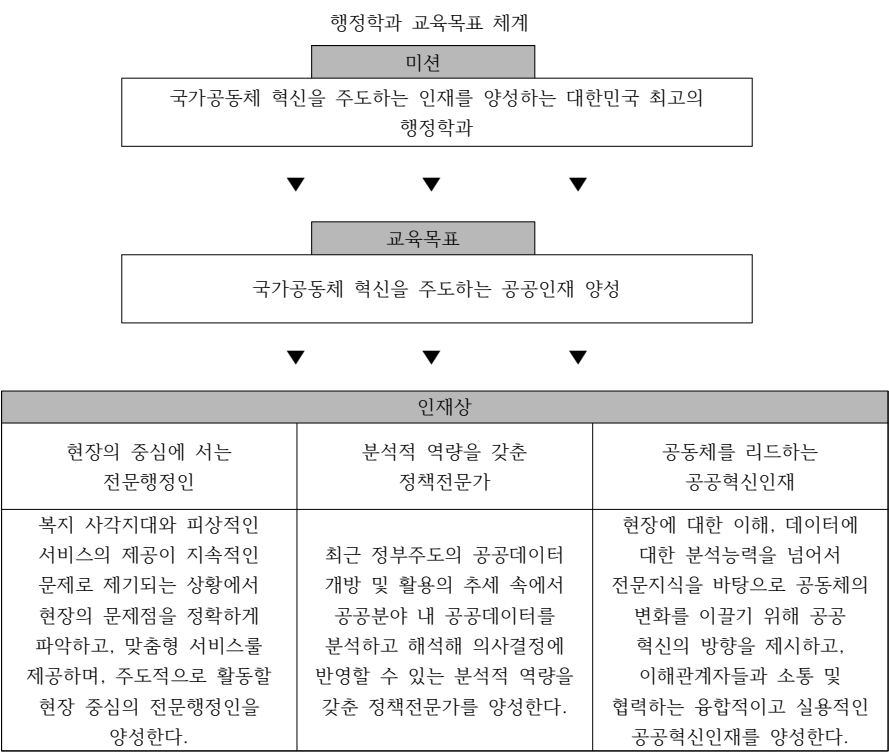 행정학과 교육목표 체계
미션
국가공동체 혁신을 주도하는 인재를 양성하는 대한민국 최고의
행정학과
▼ ▼ ▼
교육목표
국가공동체 혁신을 주도하는 공공인재 양성
▼ ▼ ▼
인재상
현장의 중심에 서는
전문행정인
분석적 역량을 갖춘
정책전문가
공동체를 리드하는
공공혁신인재
복지 사각지대와 피상적인
서비스의 제공이 지속적인
문제로 제기되는 상황에서
현장의 문제점을 정확하게
파악하고, 맞춤형 서비스룰
제공하며, 주도적으로 활동할
현장 중심의 전문행정인을
양성한다.
최근 정부주도의 공공데이터
개방 및 활용의 추세 속에서
공공분야 내 공공데이터를
분석하고 해석해 의사결정에
반영할 수 있는 분석적 역량을
갖춘 정책전문가를 양성한다.
현장에 대한 이해, 데이터에
대한 분석능력을 넘어서
전문지식을 바탕으로 공동체의
변화를 이끌기 위해 공공
혁신의 방향을 제시하고,
이해관계자들과 소통 및
협력하는 융합적이고 실용적인
공공혁신인재를 양성한다.